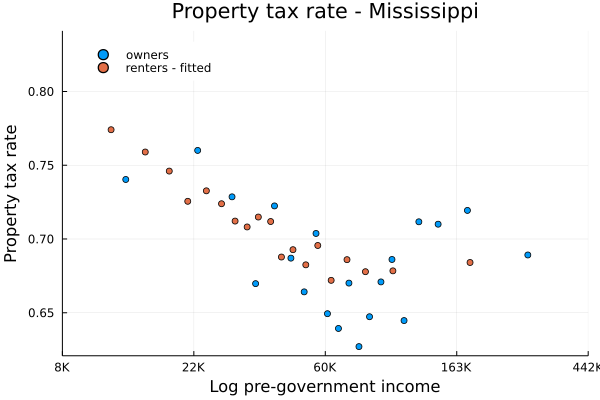 Property tax rate - Mississippi
owners
renters - fitted
Property tax rate
0.80
0.75
0.70
0.65
8K
22K
60K
163K
442K
Log pre-government income